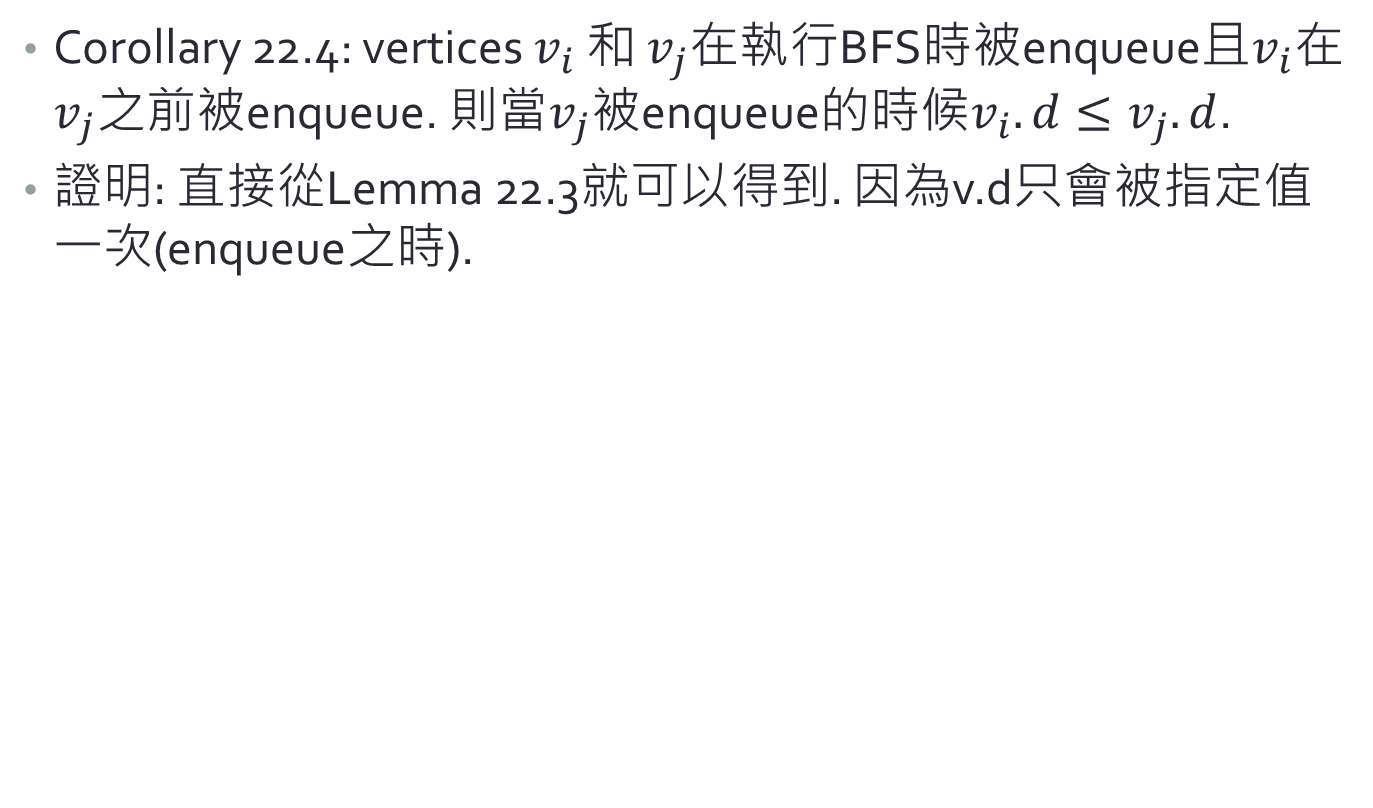 • Corollary 22.4: vertices 𝑣ᵢ 和 𝑣ⱼ在執行BFS時被enqueue且𝑣ᵢ在
𝑣ⱼ之前被enqueue. 則當𝑣ⱼ被enqueue的時候𝑣ᵢ.𝑑 ≤ 𝑣ⱼ.𝑑.
• 證明: 直接從Lemma 22.3就可以得到. 因為v.d只會被指定值
一次(enqueue之時).